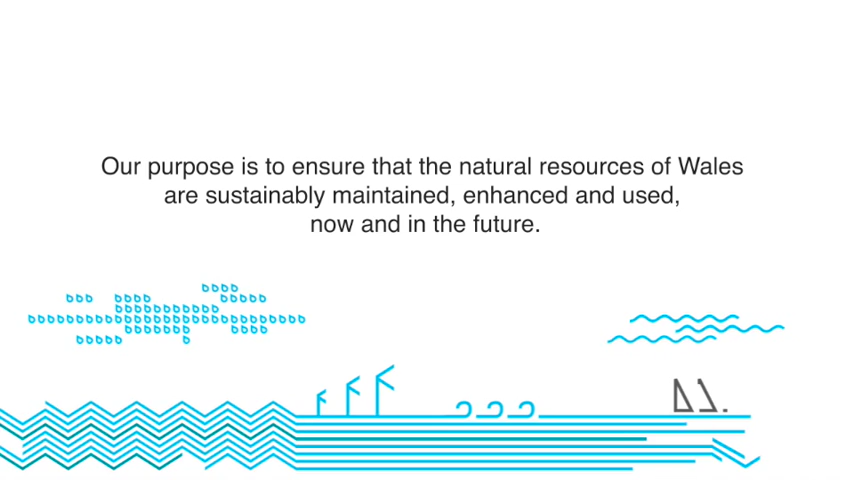 Our purpose is to ensure that the natural resources of Wales
are sustainably maintained, enhanced and used,
now and in the future.